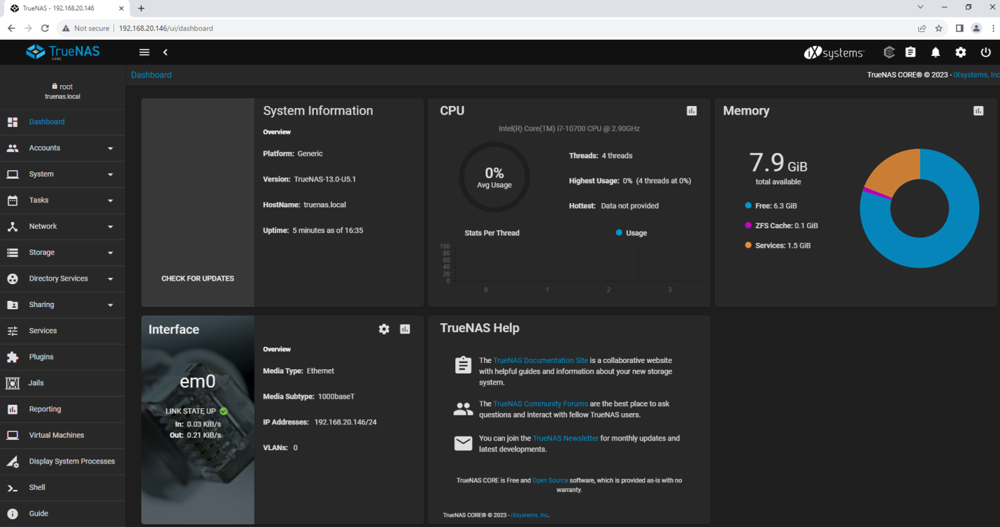 TrueNAS - 192.168.20.146
Not secure
192.168.20.146/ui/dashboard
TrueNAS
CORE
iXsystems
root
truenas.local
Dashboard
TrueNAS CORE® © 2023 - iXsystems, Inc
Dashboard
Accounts
System
Tasks
Network
Storage
Directory Services
Sharing
Services
Plugins
Jails
Reporting
Virtual Machines
Display System Processes
Shell
Guide
CHECK FOR UPDATES
System Information
Overview
Platform: Generic
Version: TrueNAS-13.0-U5.1
HostName: truenas.local
Uptime: 5 minutes as of 16:35
CPU
Intel(R) Core(TM) i7-10700 CPU @ 2.90GHz
0%
Avg Usage
Threads: 4 threads
Highest Usage: 0% (4 threads at 0%)
Hottest: Data not provided
Stats Per Thread
Usage
100
80
60
40
20
0
0 1 2 3
Memory
7.9 GiB
total available
Free: 6.3 GiB
ZFS Cache: 0.1 GiB
Services: 1.5 GiB
Interface
em0
LINK STATE UP
In: 0.03 KiB/s
Out: 0.21 KiB/s
Overview
Media Type: Ethernet
Media Subtype: 1000baseT
IP Addresses: 192.168.20.146/24
VLANs: 0
TrueNAS Help
The TrueNAS Documentation Site is a collaborative website
with helpful guides and information about your new storage
system.
The TrueNAS Community Forums are the best place to ask
questions and interact with fellow TrueNAS users.
You can join the TrueNAS Newsletter for monthly updates and
latest developments.
TrueNAS CORE is Free and Open Source software, which is provided as-is with no
warranty.
TrueNAS CORE® © 2023 - iXsystems, Inc.